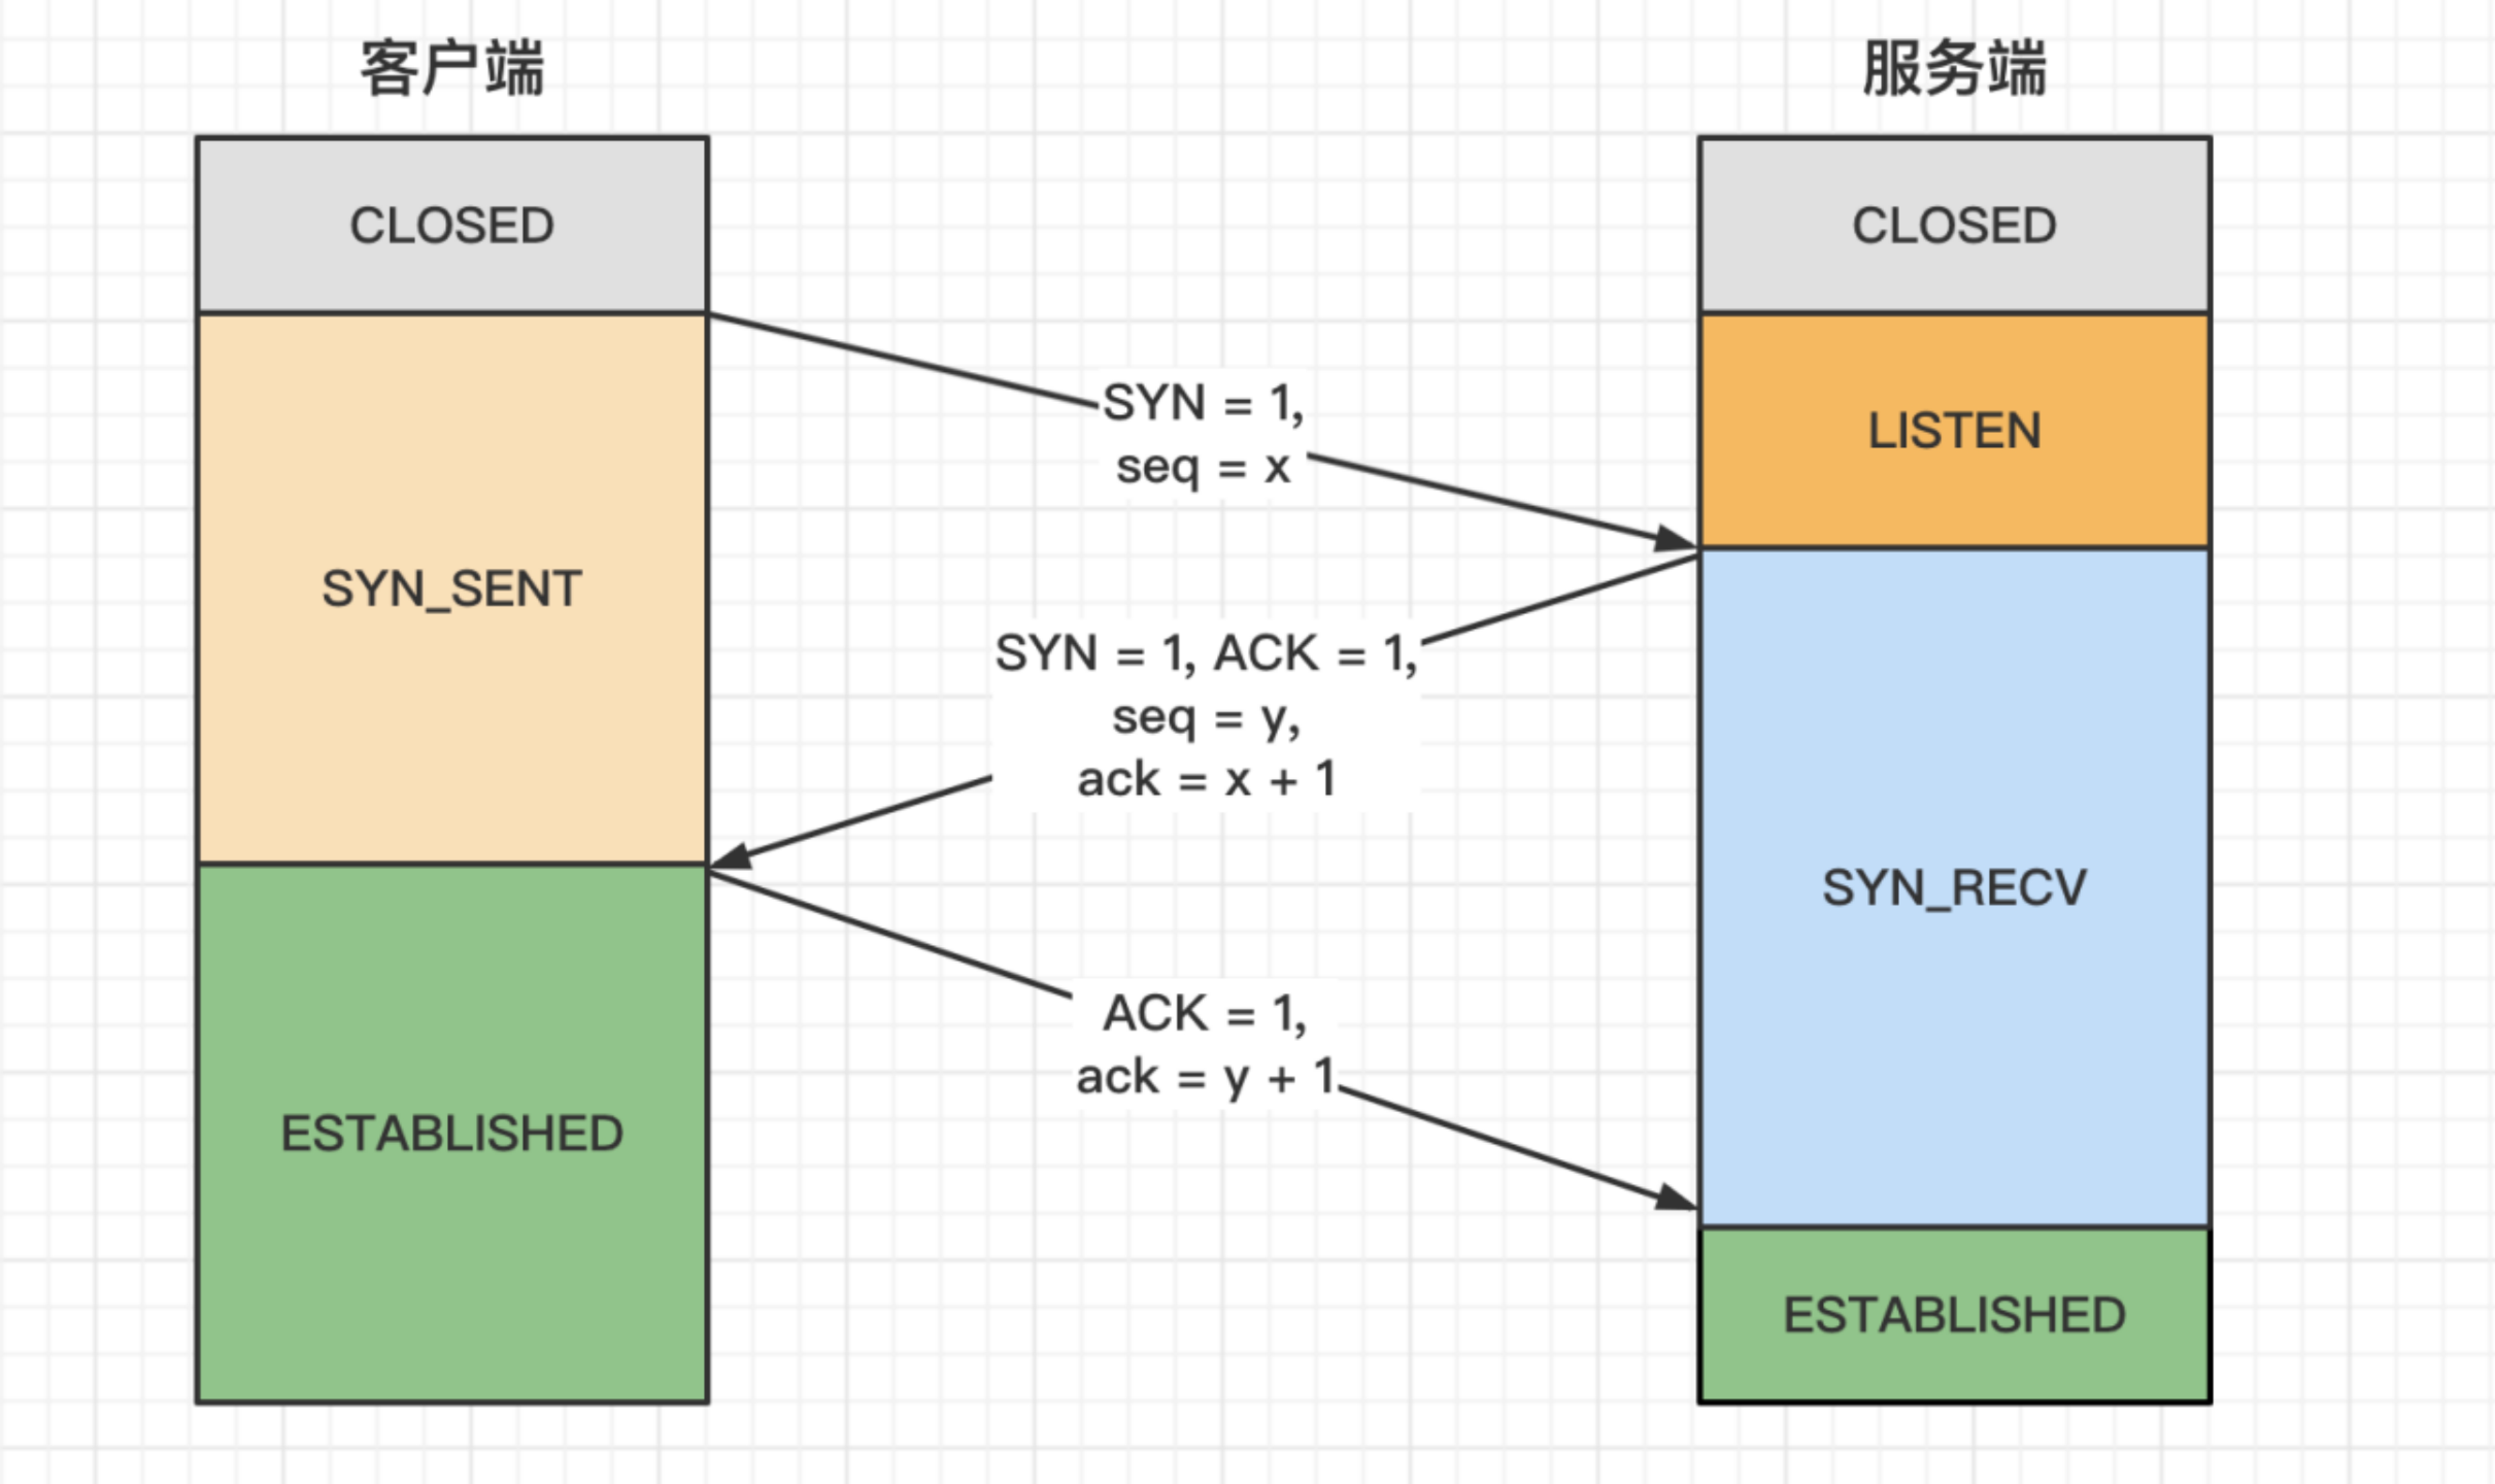 客户端
服务端
CLOSED
CLOSED
SYN = 1,
seq = x
LISTEN
SYN_SENT
SYN = 1, ACK = 1,
seq = y,
ack = x + 1
SYN_RECV
ACK = 1,
ack = y + 1
ESTABLISHED
ESTABLISHED